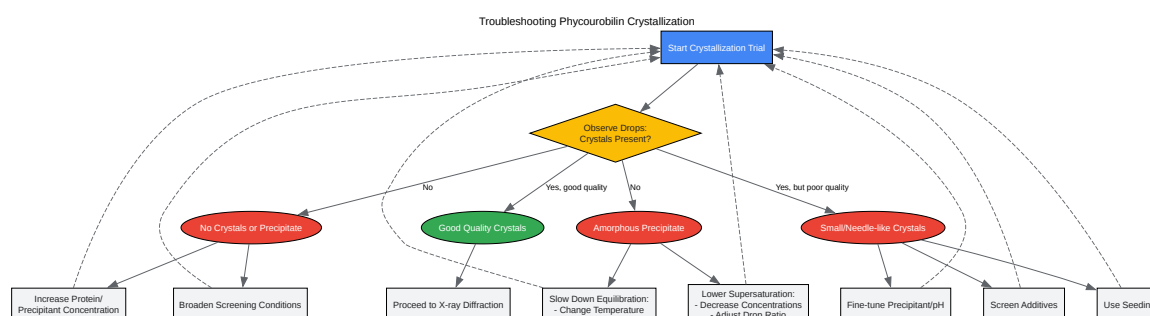 Troubleshooting Phycourobilin Crystallization
Start Crystallization Trial
Observe Drops:
Crystals Present?
No
Yes, good quality
No
Yes, but poor quality
No Crystals or Precipitate
Good Quality Crystals
Amorphous Precipitate
Small/Needle-like Crystals
Increase Protein/
Precipitant Concentration
Broaden Screening Conditions
Proceed to X-ray Diffraction
Slow Down Equilibration:
- Change Temperature
Lower Supersaturation:
- Decrease Concentrations
- Adjust Drop Ratio
Fine-tune Precipitant/pH
Screen Additives
Use